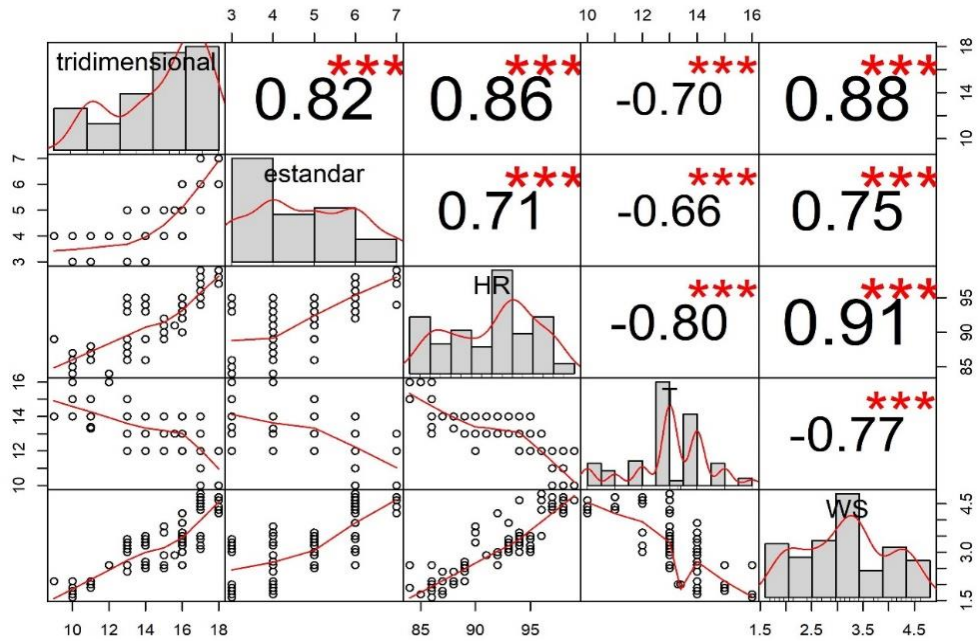 3 4 5 6 7 10 12 14 16
tridimensional
0.82***
0.86***
-0.70***
0.88***
10 14 18
3 4 5 6 7
estandar
0.71***
-0.66***
0.75***
HR
-0.80***
0.91***
85 90 95
10 12 14 16
T
-0.77***
WS
1.5 3.0 4.5
10 12 14 16 18 85 90 95 1.5 2.5 3.5 4.5